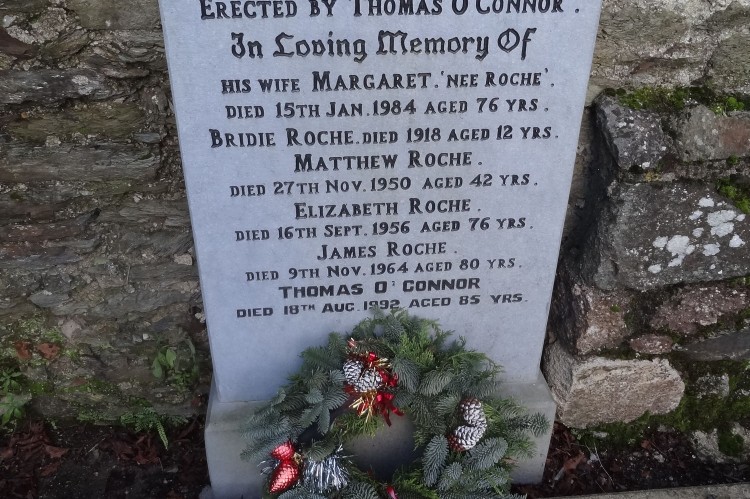 ERECTED BY THOMAS O'CONNOR.
In Loving Memory Of
HIS WIFE MARGARET. 'NEE ROCHE'.
DIED 15TH JAN. 1984 AGED 76 YRS.
BRIDIE ROCHE. DIED 1918 AGED 12 YRS.
MATTHEW ROCHE.
DIED 27TH NOV. 1950 AGED 42 YRS.
ELIZABETH ROCHE.
DIED 16TH SEPT. 1956 AGED 76 YRS.
JAMES ROCHE.
DIED 9TH NOV. 1964 AGED 80 YRS.
THOMAS O'CONNOR
DIED 18TH AUG. 1992 AGED 85 YRS.